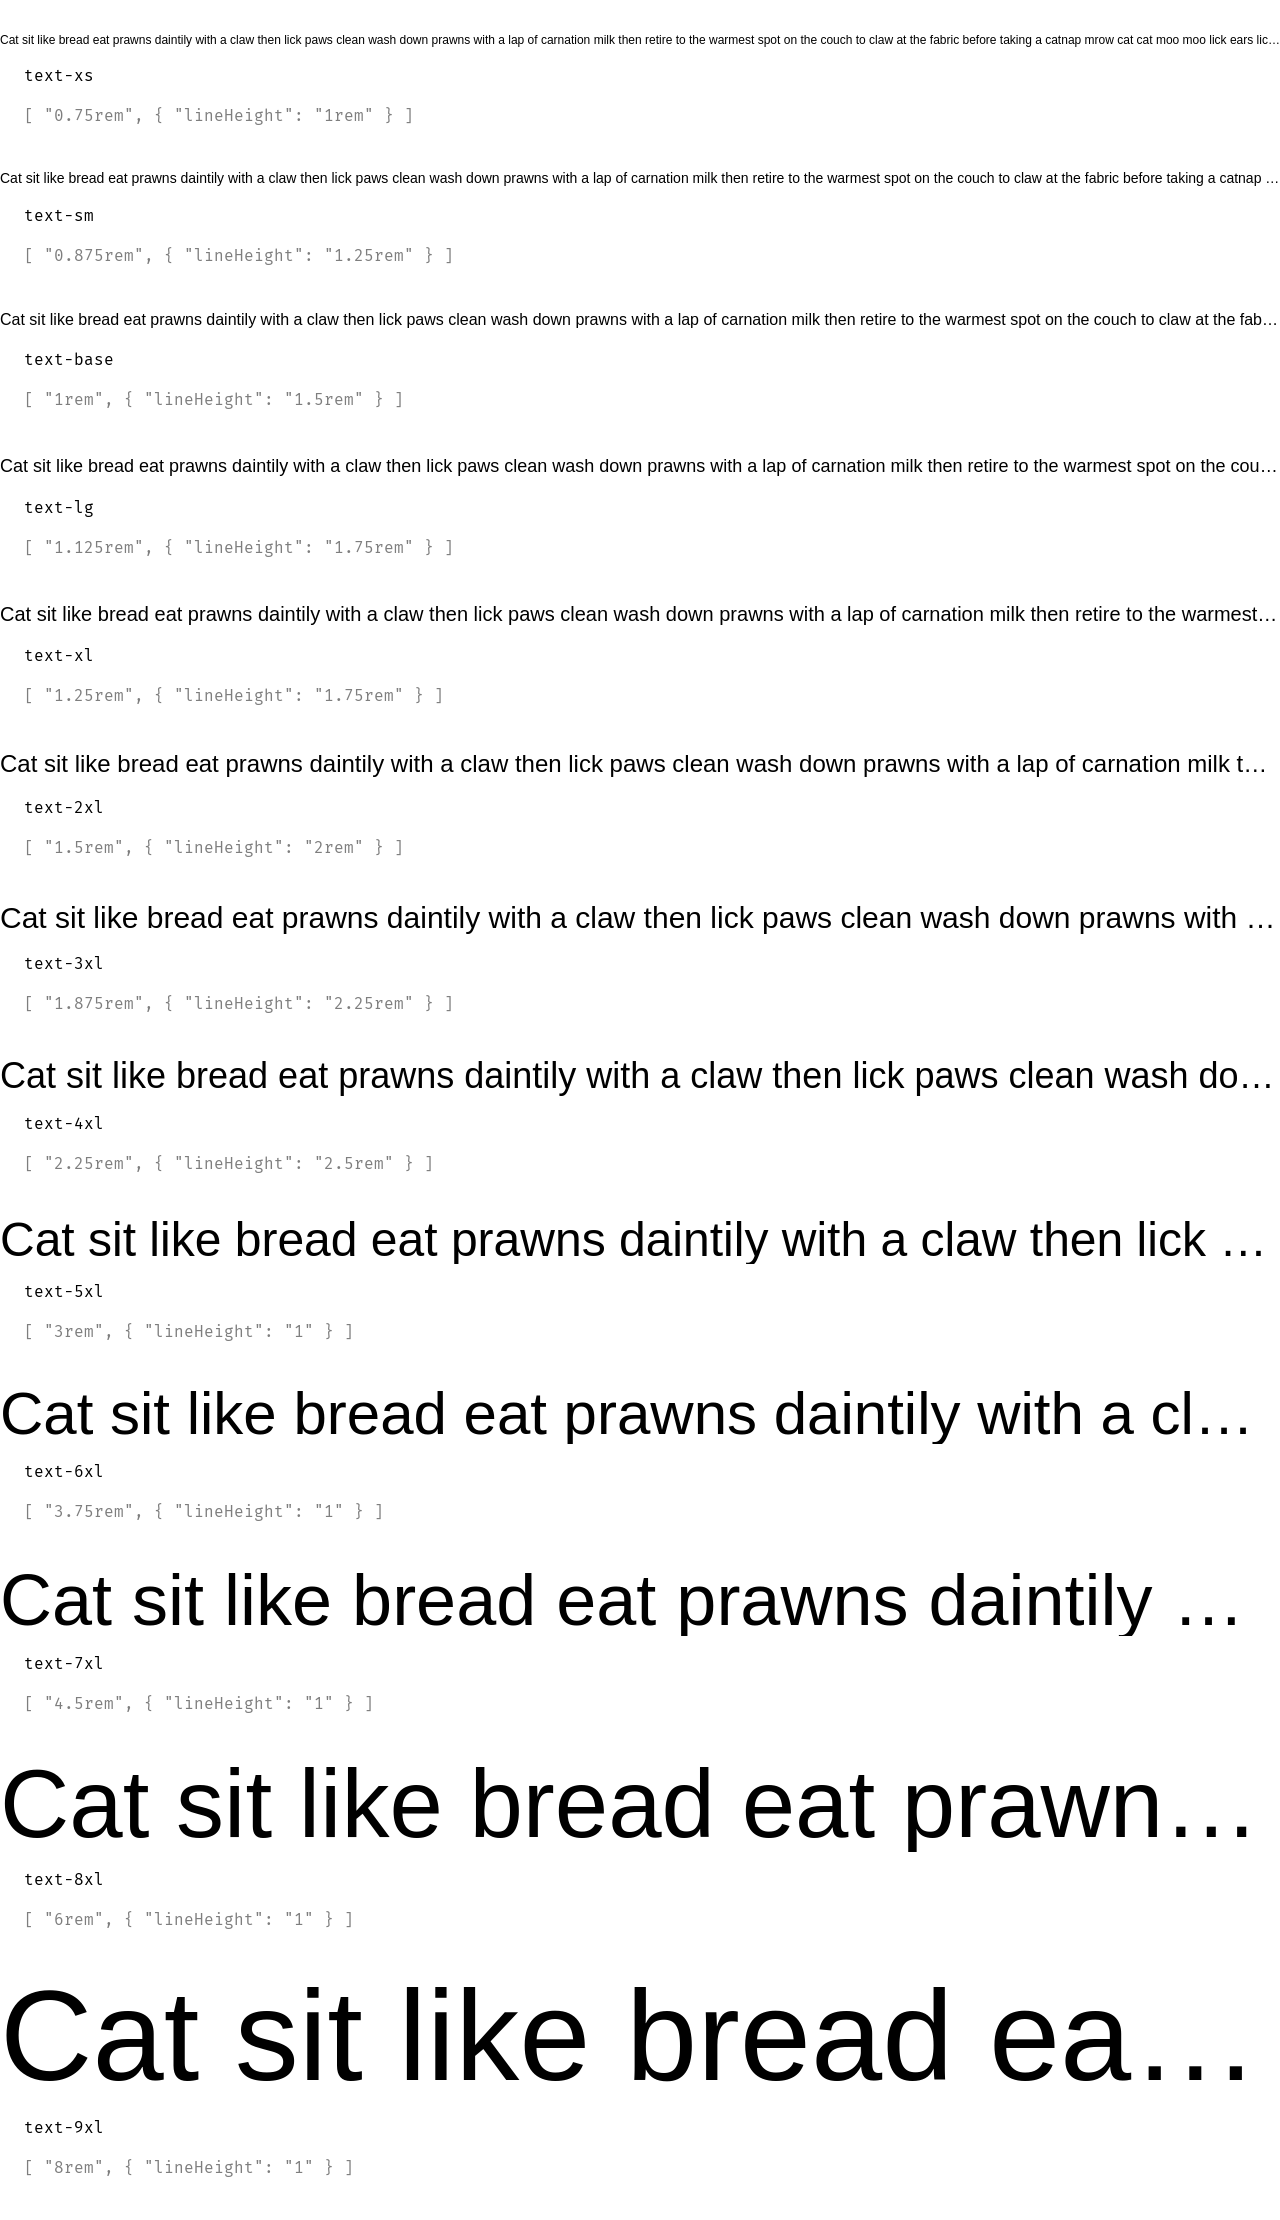 Cat sit like bread eat prawns daintily with a claw then lick paws clean wash down prawns with a lap of carnation milk then retire to the warmest spot on the couch to claw at the fabric before taking a catnap mrow cat cat moo moo lick ears lic…
text-xs
[ "0.75rem", { "lineHeight": "1rem" } ]
Cat sit like bread eat prawns daintily with a claw then lick paws clean wash down prawns with a lap of carnation milk then retire to the warmest spot on the couch to claw at the fabric before taking a catnap …
text-sm
[ "0.875rem", { "lineHeight": "1.25rem" } ]
Cat sit like bread eat prawns daintily with a claw then lick paws clean wash down prawns with a lap of carnation milk then retire to the warmest spot on the couch to claw at the fab…
text-base
[ "1rem", { "lineHeight": "1.5rem" } ]
Cat sit like bread eat prawns daintily with a claw then lick paws clean wash down prawns with a lap of carnation milk then retire to the warmest spot on the cou…
text-lg
[ "1.125rem", { "lineHeight": "1.75rem" } ]
Cat sit like bread eat prawns daintily with a claw then lick paws clean wash down prawns with a lap of carnation milk then retire to the warmest…
text-xl
[ "1.25rem", { "lineHeight": "1.75rem" } ]
Cat sit like bread eat prawns daintily with a claw then lick paws clean wash down prawns with a lap of carnation milk t…
text-2xl
[ "1.5rem", { "lineHeight": "2rem" } ]
Cat sit like bread eat prawns daintily with a claw then lick paws clean wash down prawns with …
text-3xl
[ "1.875rem", { "lineHeight": "2.25rem" } ]
Cat sit like bread eat prawns daintily with a claw then lick paws clean wash do…
text-4xl
[ "2.25rem", { "lineHeight": "2.5rem" } ]
Cat sit like bread eat prawns daintily with a claw then lick …
text-5xl
[ "3rem", { "lineHeight": "1" } ]
Cat sit like bread eat prawns daintily with a cl…
text-6xl
[ "3.75rem", { "lineHeight": "1" } ]
Cat sit like bread eat prawns daintily …
text-7xl
[ "4.5rem", { "lineHeight": "1" } ]
Cat sit like bread eat prawn…
text-8xl
[ "6rem", { "lineHeight": "1" } ]
Cat sit like bread ea…
text-9xl
[ "8rem", { "lineHeight": "1" } ]